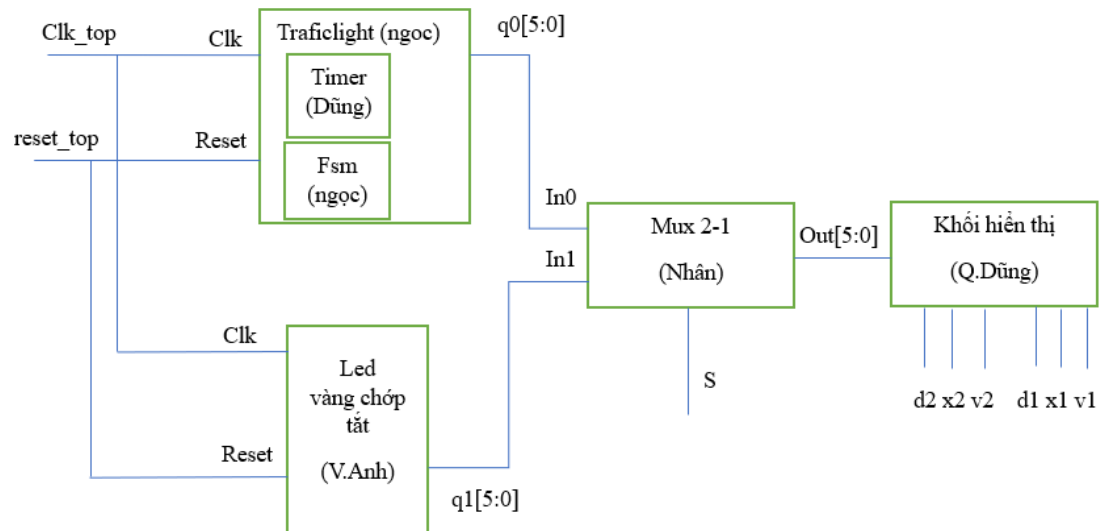 Clk_top
Clk
Traficlight (ngoc)
q0[5:0]
Timer
(Dũng)
reset_top
Reset
Fsm
(ngọc)
In0
In1
Mux 2-1
(Nhân)
Out[5:0]
Khối hiển thị
(Q.Dũng)
S
d2 x2 v2
d1 x1 v1
Clk
Led
vàng chớp
tắt
(V.Anh)
Reset
q1[5:0]